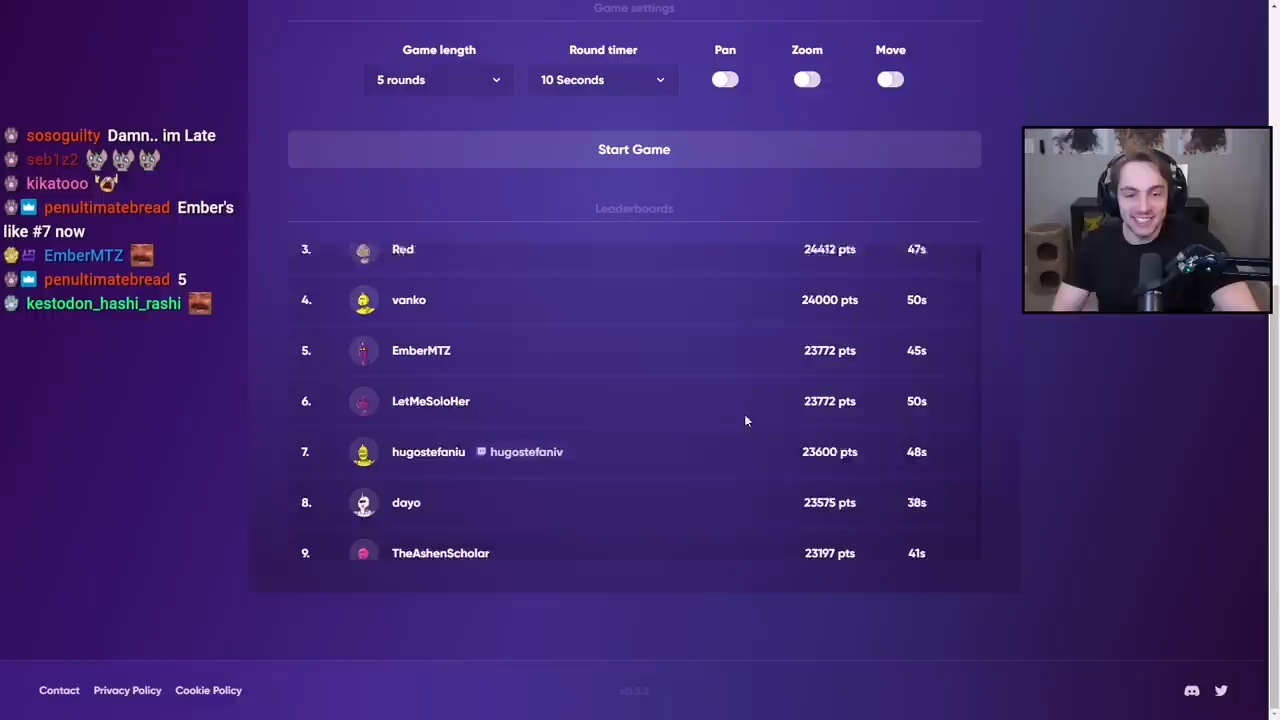 Game settings
Game length
Round timer
Pan
Zoom
Move
5 rounds
10 Seconds
Start Game
Leaderboards
3. Red 24412 pts 47s
4. vanko 24000 pts 50s
5. EmberMTZ 23772 pts 45s
6. LetMeSoloHer 23772 pts 50s
7. hugostefaniu hugostefaniv 23600 pts 48s
8. dayo 23575 pts 38s
9. TheAshenScholar 23197 pts 41s
sosoguilty Damn.. im Late
seb1z2
kikatooo
penultimatebread Ember's
like #7 now
EmberMTZ
penultimatebread 5
kestodon_hashi_rashi
Contact Privacy Policy Cookie Policy